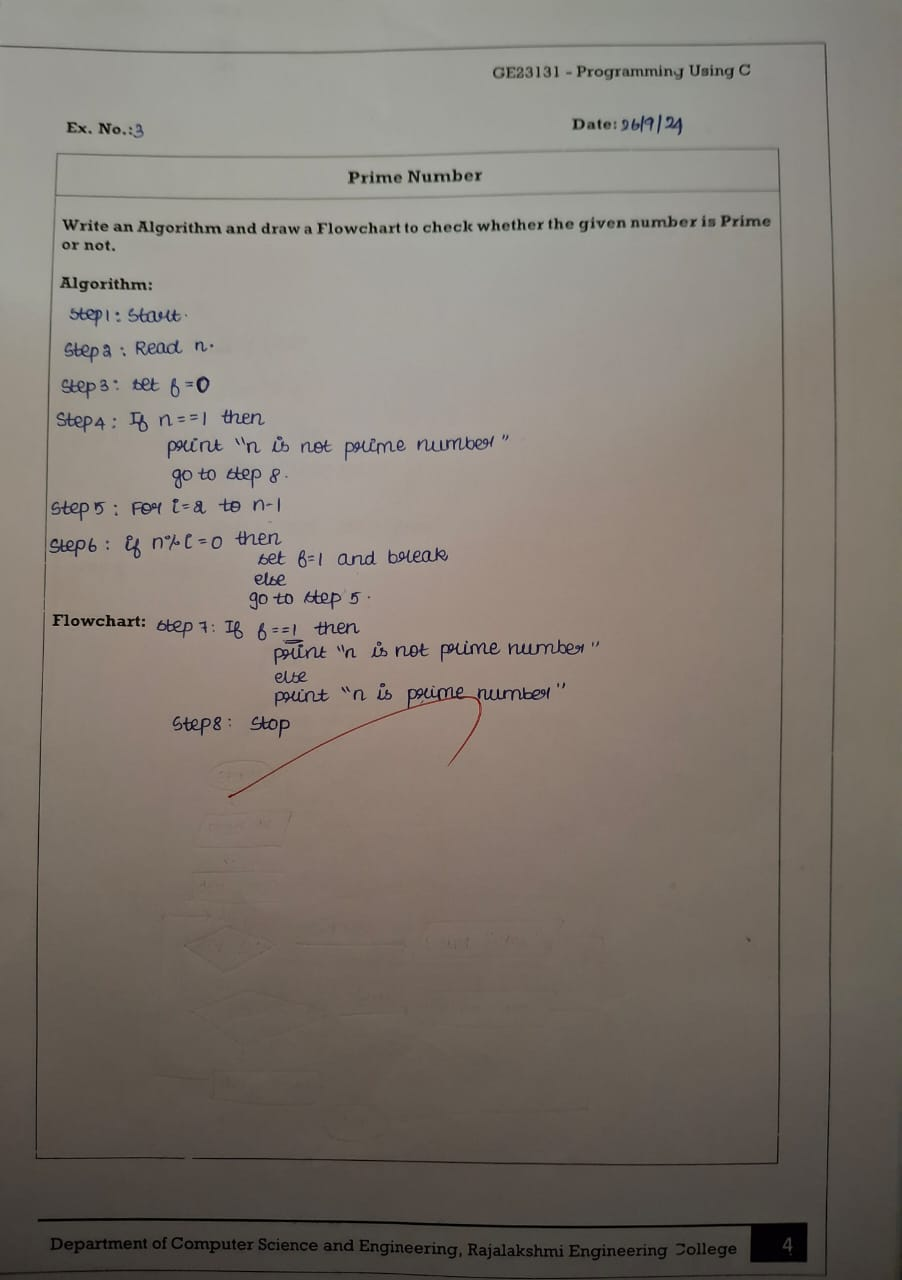 GE23131 - Programming Using C
Ex. No.:3
Date: 26/9/24
Prime Number
Write an Algorithm and draw a Flowchart to check whether the given number is Prime
or not.
Algorithm:
Step1: Start.
Step2: Read n.
Step3: set f=0
Step4: If n==1 then
print "n is not prime number"
go to step 8.
Step5: For i=2 to n-1
Step6: if n%i=0 then
set f=1 and break
else
go to step 5.
Flowchart: Step 7: If f==1 then
print "n is not prime number"
else
print "n is prime number"
Step8: Stop
Department of Computer Science and Engineering, Rajalakshmi Engineering College
4